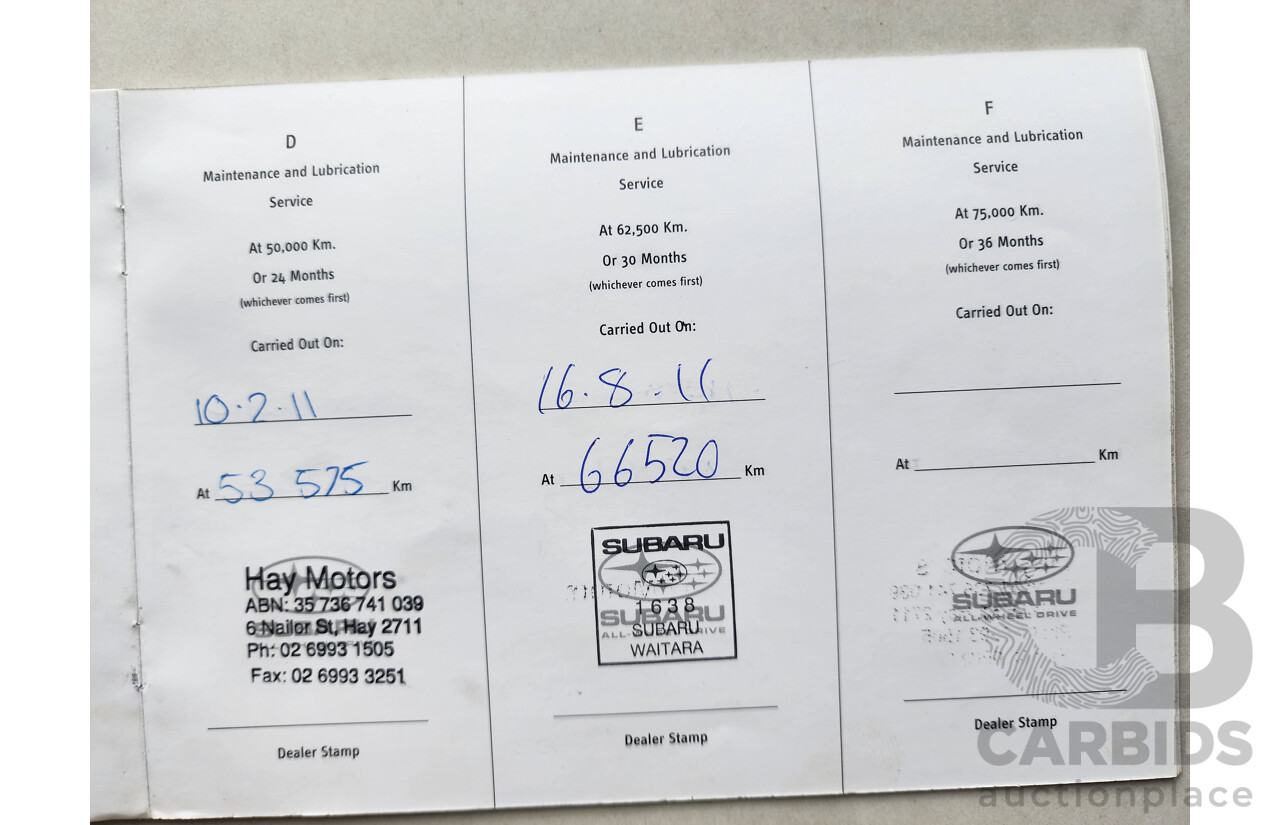 D
Maintenance and Lubrication
Service
At 50,000 Km.
Or 24 Months
(whichever comes first)
Carried Out On:
10.2.11
At 53 575 Km
Hay Motors
ABN: 35 736 741 039
6 Nailor St, Hay 2711
Ph: 02 6993 1505
Fax: 02 6993 3251
Dealer Stamp
E
Maintenance and Lubrication
Service
At 62,500 Km.
Or 30 Months
(whichever comes first)
Carried Out On:
16.8.11
At 66520 Km
SUBARU
1638
SUBARU
ALL-WHEEL DRIVE
SUBARU
WAITARA
Dealer Stamp
F
Maintenance and Lubrication
Service
At 75,000 Km.
Or 36 Months
(whichever comes first)
Carried Out On:
At Km
SUBARU
ALL-WHEEL DRIVE
Dealer Stamp
CARBIDS
auctionplace